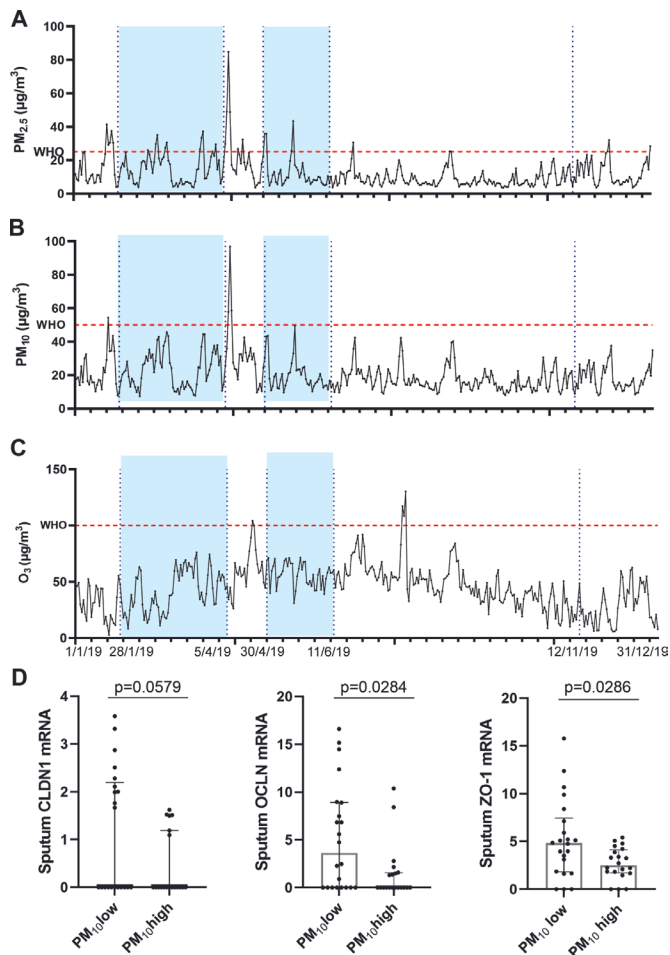 A
PM2.5 (µg/m³)
100
80
60
40
WHO
20
0
B
PM10 (µg/m³)
100
80
60
WHO
40
20
0
C
O3 (µg/m³)
150
WHO
100
50
0
1/1/19 28/1/19 5/4/19 30/4/19 11/6/19 12/11/19 31/12/19
D
p=0.0579
Sputum CLDN1 mRNA
4
3
2
1
0
PM10low PM10high
p=0.0284
Sputum OCLN mRNA
20
15
10
5
0
PM10low PM10high
p=0.0286
Sputum ZO-1 mRNA
20
15
10
5
0
PM10 low PM10 high